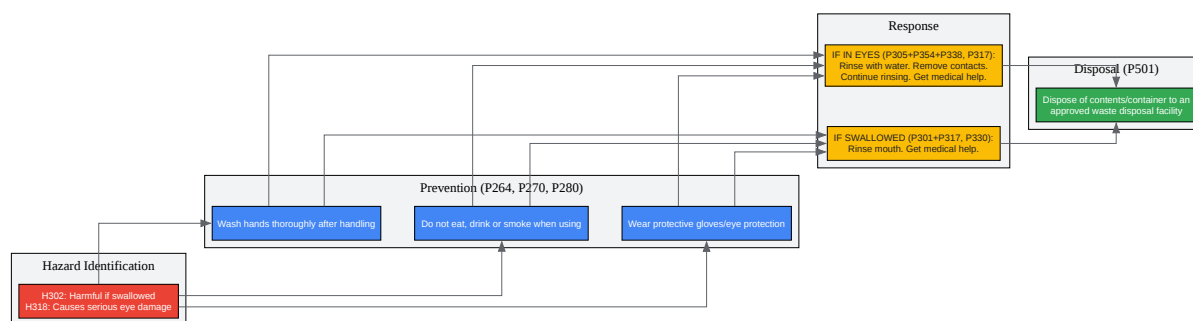 Response
IF IN EYES (P305+P354+P338, P317):
Rinse with water. Remove contacts.
Continue rinsing. Get medical help.
Disposal (P501)
Dispose of contents/container to an
approved waste disposal facility
IF SWALLOWED (P301+P317, P330):
Rinse mouth. Get medical help.
Prevention (P264, P270, P280)
Wash hands thoroughly after handling
Do not eat, drink or smoke when using
Wear protective gloves/eye protection
Hazard Identification
H302: Harmful if swallowed
H318: Causes serious eye damage